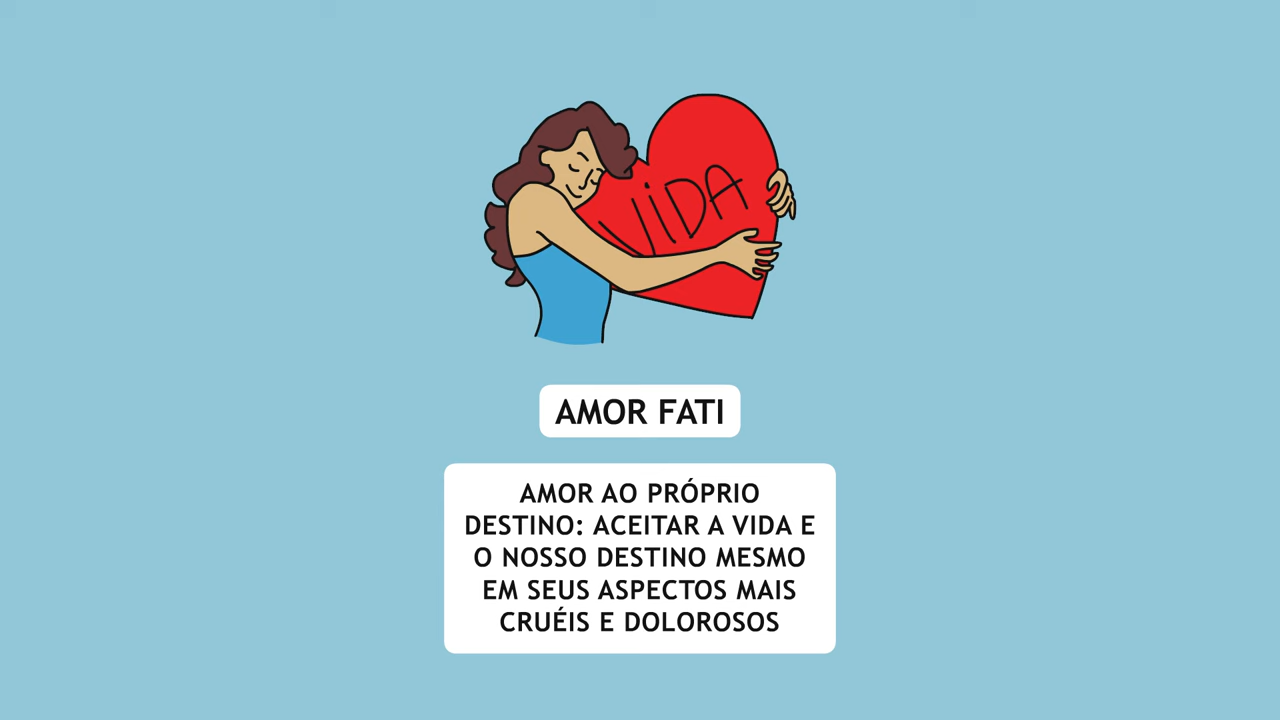 ViDA
AMOR FATI
AMOR AO PRÓPRIO
DESTINO: ACEITAR A VIDA E
O NOSSO DESTINO MESMO
EM SEUS ASPECTOS MAIS
CRUÉIS E DOLOROSOS